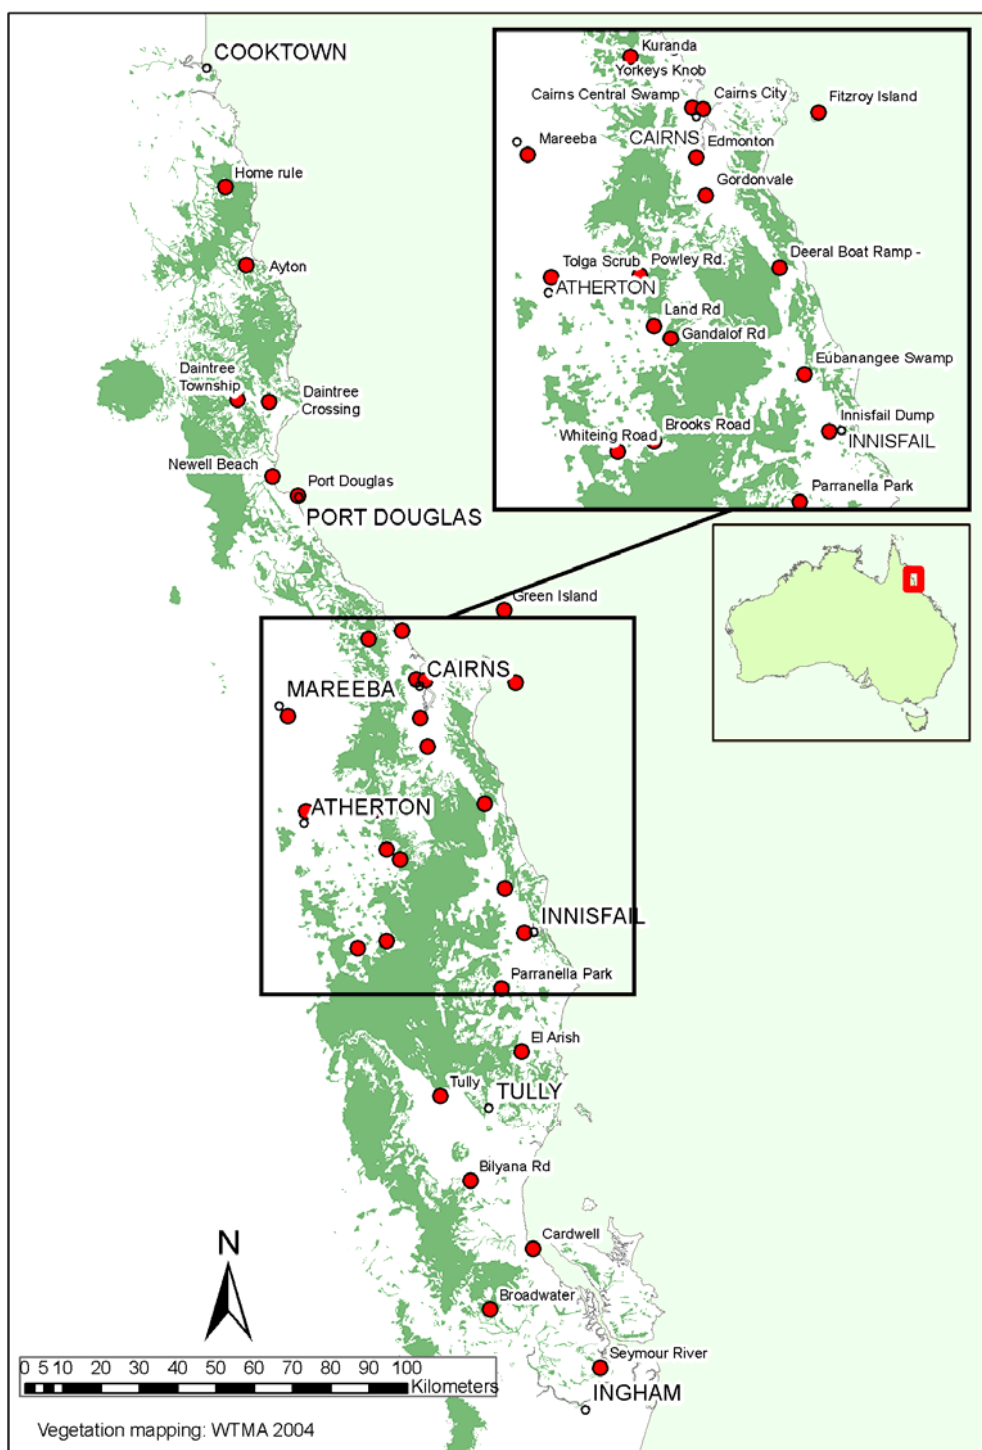 COOKTOWN
Home rule
Ayton
Daintree
Township
Daintree
Crossing
Newell Beach
Port Douglas
PORT DOUGLAS
Green Island
CAIRNS
MAREEBA
ATHERTON
INNISFAIL
Parranella Park
El Arish
Tully
TULLY
Bilyana Rd
Cardwell
Broadwater
Seymour River
INGHAM
Kuranda
Yorkeys Knob
Cairns Central Swamp
Cairns City
Fitzroy Island
Mareeba
CAIRNS
Edmonton
Gordonvale
Deeral Boat Ramp -
Tolga Scrub
Powley Rd.
ATHERTON
Land Rd
Gandalof Rd
Eubanangee Swamp
Innisfail Dump
INNISFAIL
Whiteing Road
Brooks Road
Parranella Park
N
0 5 10 20 30 40 50 60 70 80 90 100
Kilometers
Vegetation mapping: WTMA 2004